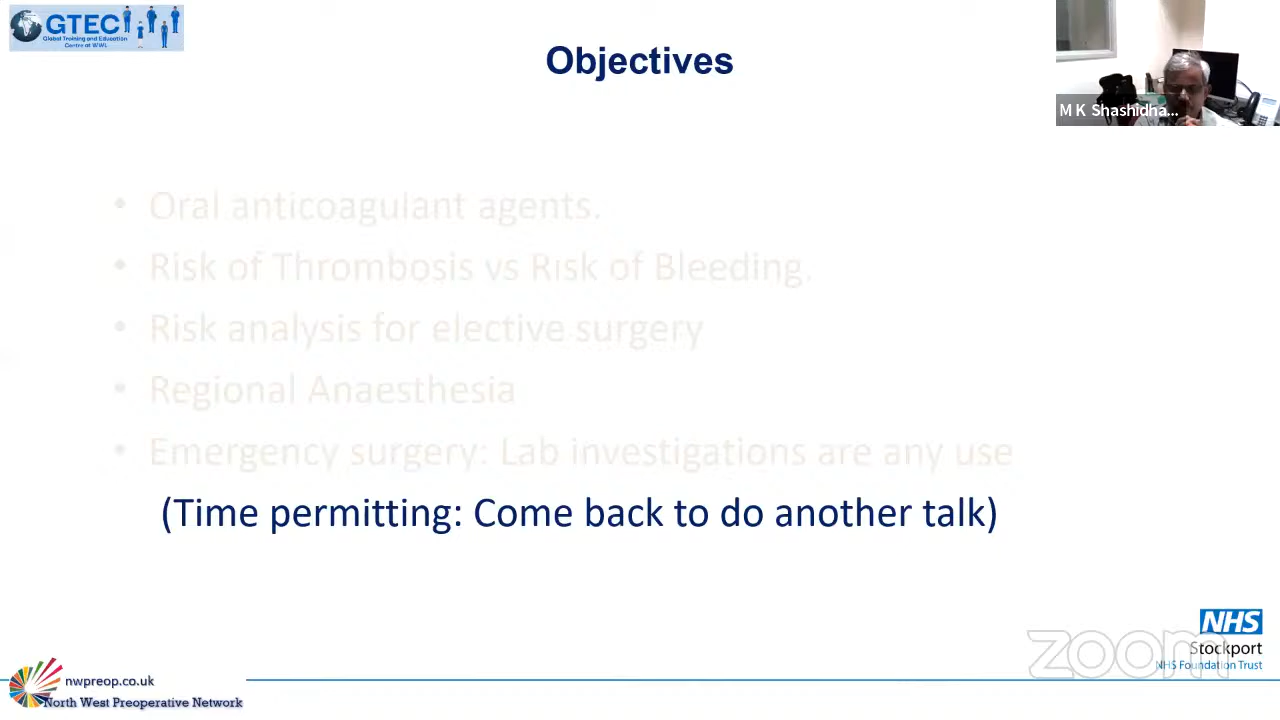 GTEC
Global Training and Education
Centre at WWL
Objectives
M K Shashidha...
• Oral anticoagulant agents.
• Risk of Thrombosis vs Risk of Bleeding.
• Risk analysis for elective surgery
• Regional Anaesthesia
• Emergency surgery: Lab investigations are any use
(Time permitting: Come back to do another talk)
NHS
Stockport
NHS Foundation Trust
zoom
nwpreop.co.uk
North West Preoperative Network